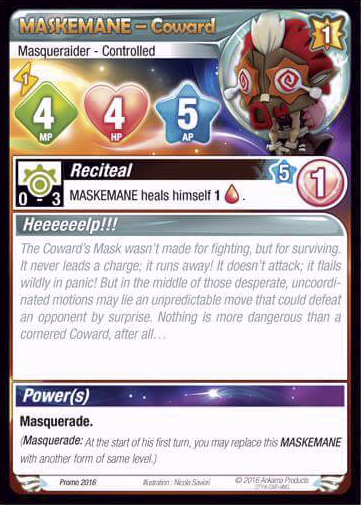 MASKEMANE – Coward
1
Masqueraider - Controlled
1
4
MP
4
HP
5
AP
Reciteal
5
1
0 - 3
MASKEMANE heals himself 1 .
Heeeeeelp!!!
The Coward's Mask wasn't made for fighting, but for surviving.
It never leads a charge; it runs away! It doesn't attack; it flails
wildly in panic! But in the middle of those desperate, uncoordi-
nated motions may lie an unpredictable move that could defeat
an opponent by surprise. Nothing is more dangerous than a
cornered Coward, after all…
Power(s)
Masquerade.
(Masquerade: At the start of his first turn, you may replace this MASKEMANE
with another form of same level.)
Promo 2016
Illustration : Nicola Saviori
© 2016 Ankama Products